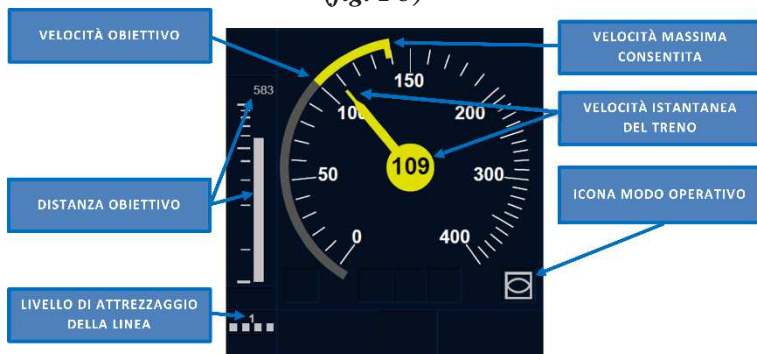 (fig.
VELOCITÀ OBIETTIVO
VELOCITÀ MASSIMA
CONSENTITA
583
150
100
200
VELOCITÀ ISTANTANEA
DEL TRENO
109
50
300
DISTANZA OBIETTIVO
ICONA MODO OPERATIVO
0
400
LIVELLO DI ATTREZZAGGIO
DELLA LINEA
1